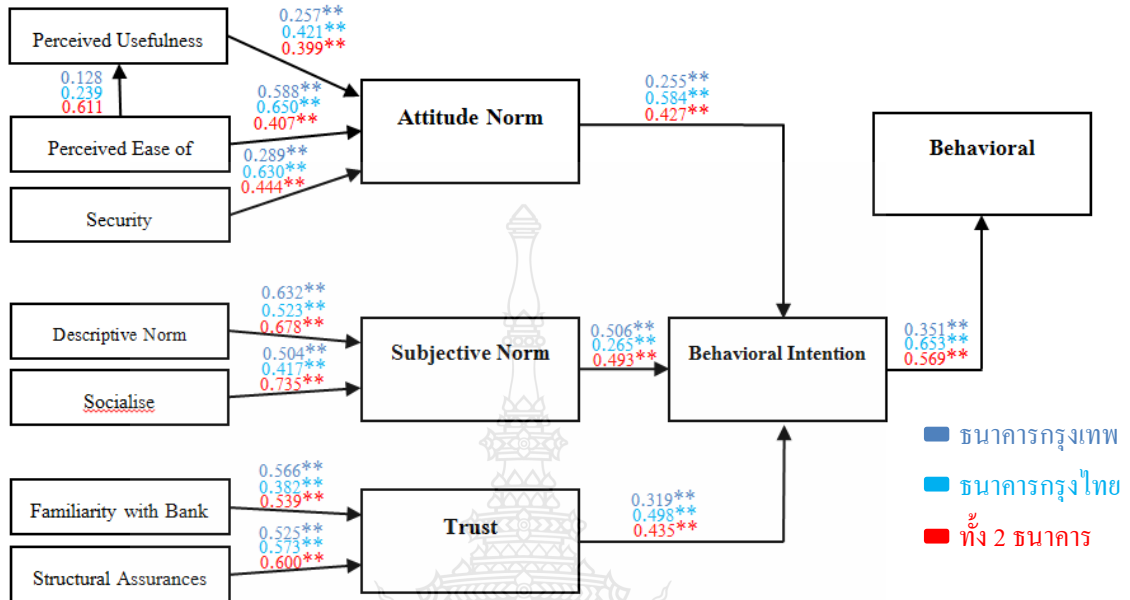 Perceived Usefulness
0.257**
0.421**
0.399**
0.128
0.239
0.611
Perceived Ease of
0.588**
0.650**
0.407**
Security
0.289**
0.630**
0.444**
Attitude Norm
0.255**
0.584**
0.427**
Behavioral
Descriptive Norm
0.632**
0.523**
0.678**
Socialise
0.504**
0.417**
0.735**
Subjective Norm
0.506**
0.265**
0.493**
Behavioral Intention
0.351**
0.653**
0.569**
Familiarity with Bank
0.566**
0.382**
0.539**
Structural Assurances
0.525**
0.573**
0.600**
Trust
0.319**
0.498**
0.435**
ธนาคารกรุงเทพ
ธนาคารกรุงไทย
ทั้ง 2 ธนาคาร